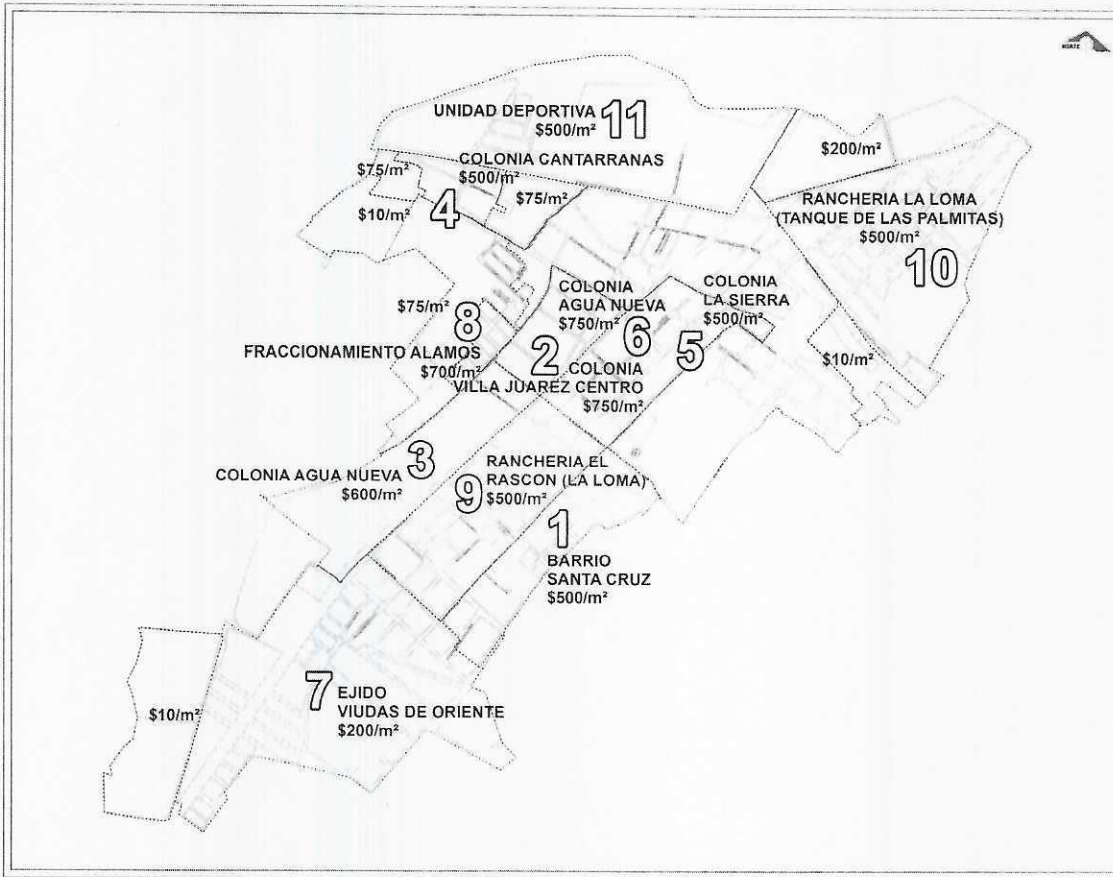 NORTE
UNIDAD DEPORTIVA 11
$500/m²
$200/m²
COLONIA CANTARRANAS
$500/m²
$75/m²
$75/m²
$10/m²
4
RANCHERIA LA LOMA
(TANQUE DE LAS PALMITAS)
$500/m²
10
COLONIA
AGUA NUEVA
$750/m²
2
COLONIA
LA SIERRA
$500/m²
5
6
COLONIA
VILLA JUAREZ CENTRO
$750/m²
$75/m²
8
FRACCIONAMIENTO ALAMOS
$700/m²
$10/m²
COLONIA AGUA NUEVA 3
$600/m²
9
RANCHERIA EL
RASCON (LA LOMA)
$500/m²
1
BARRIO
SANTA CRUZ
$500/m²
7
EJIDO
VIUDAS DE ORIENTE
$200/m²
$10/m²